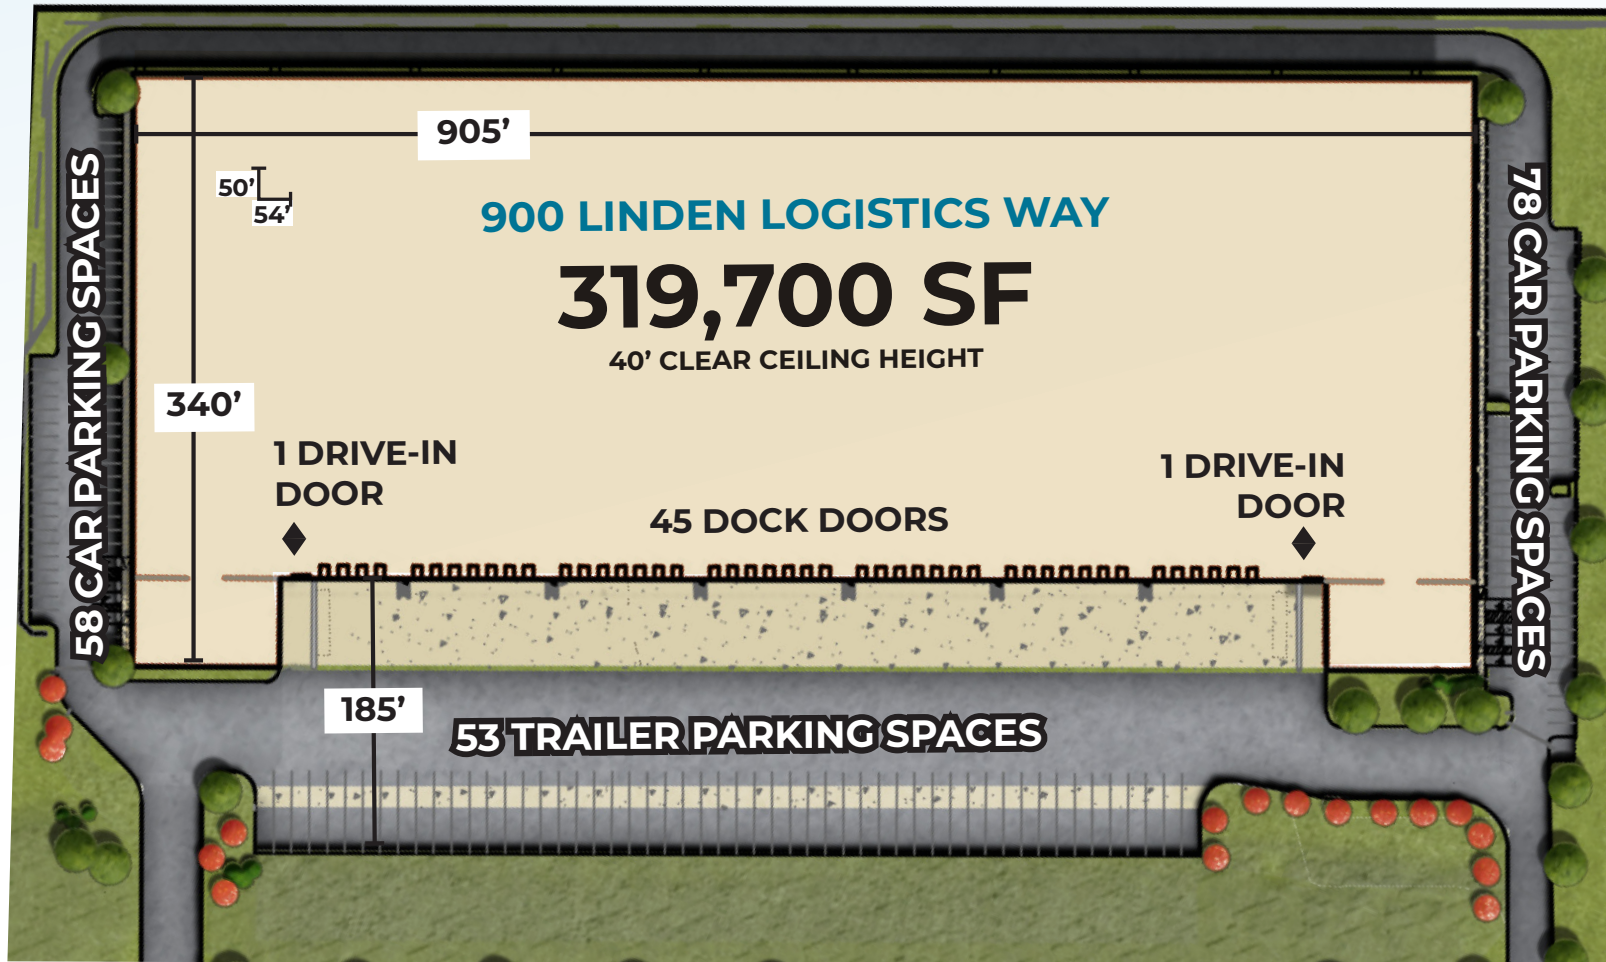 905’
50’
54’
900 LINDEN LOGISTICS WAY
319,700 SF
40’ CLEAR CEILING HEIGHT
58 CAR PARKING SPACES
78 CAR PARKING SPACES
340’
1 DRIVE-IN
DOOR
45 DOCK DOORS
1 DRIVE-IN
DOOR
185’
53 TRAILER PARKING SPACES